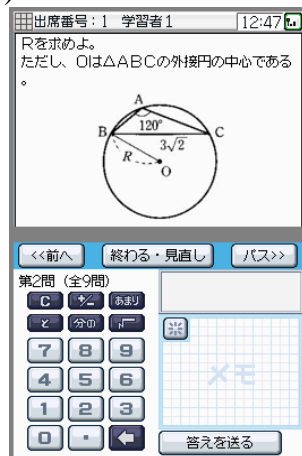 出席番号：1 学習者1 12:47
Rを求めよ。
ただし、Oは△ABCの外接円の中心である
。
A
120°
B C
3√2
R
O
<<前へ 終わる・見直し パス>>
第2問 (全9問)
C +/- あまり
と 分の √
7 8 9
4 5 6
メモ
1 2 3
0 ・ ←
答えを送る